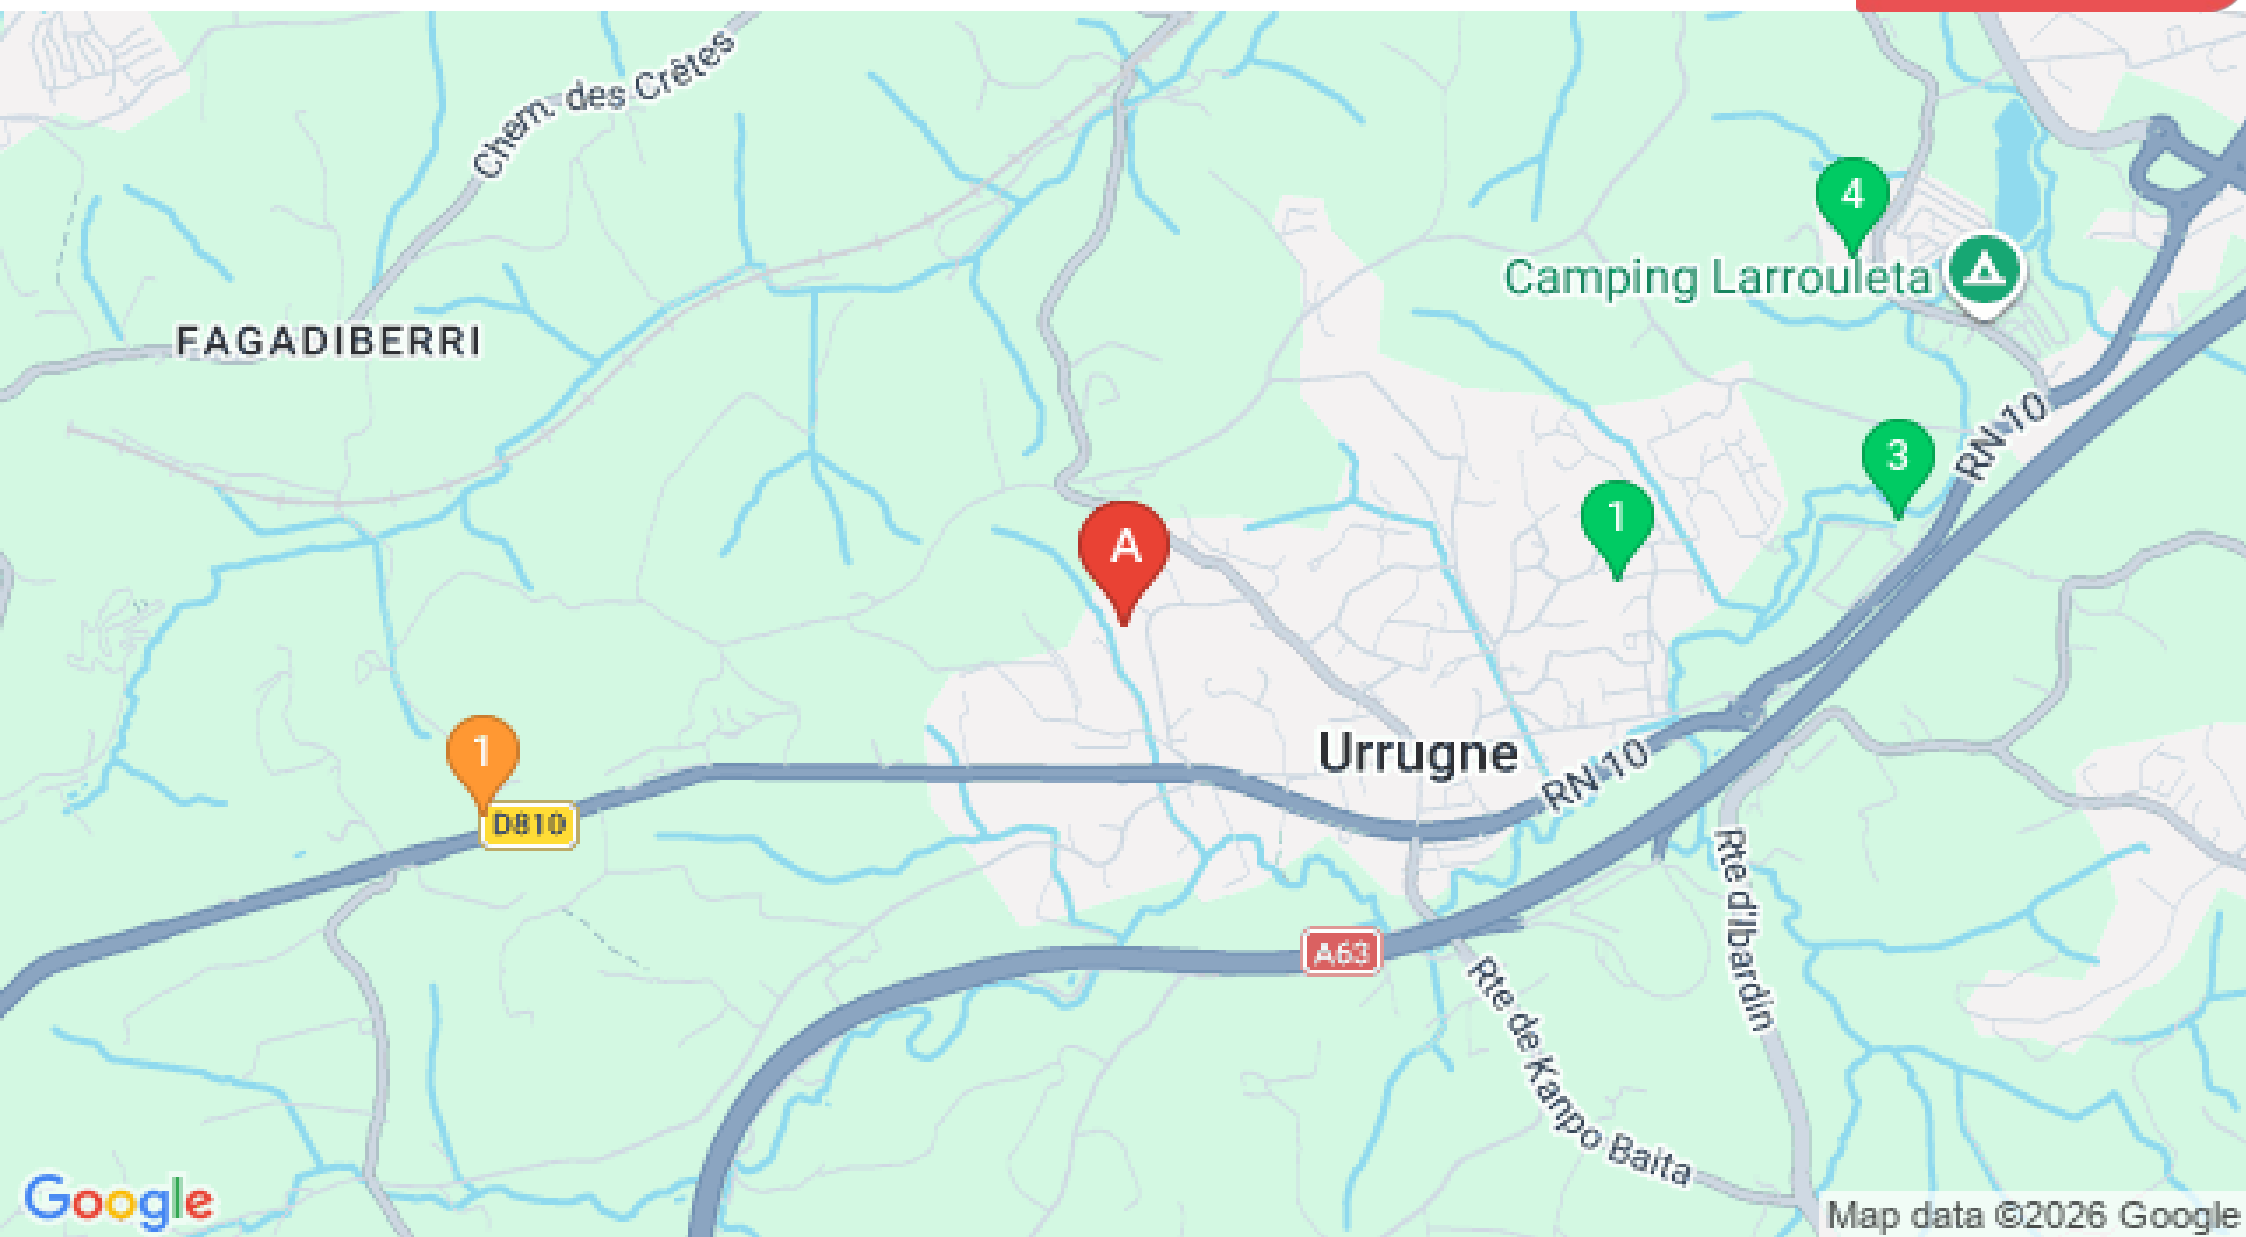 Chem. des Crêtes
4
Camping Larrouleta
FAGADIBERRI
RN 10
3
1
A
1
Urrugne
RN 10
D810
Rte d'Ibardin
A63
Rte de Kanpo Baita
Google
Map data ©2026 Google